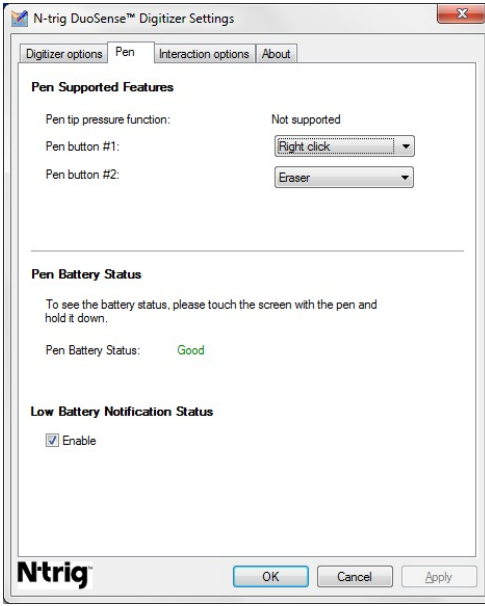 N-trig DuoSense™ Digitizer Settings
Digitizer options Pen Interaction options About
Pen Supported Features
Pen tip pressure function: Not supported
Pen button #1: Right click
Pen button #2: Eraser
Pen Battery Status
To see the battery status, please touch the screen with the pen and
hold it down.
Pen Battery Status: Good
Low Battery Notification Status
Enable
N-trig™
OK Cancel Apply